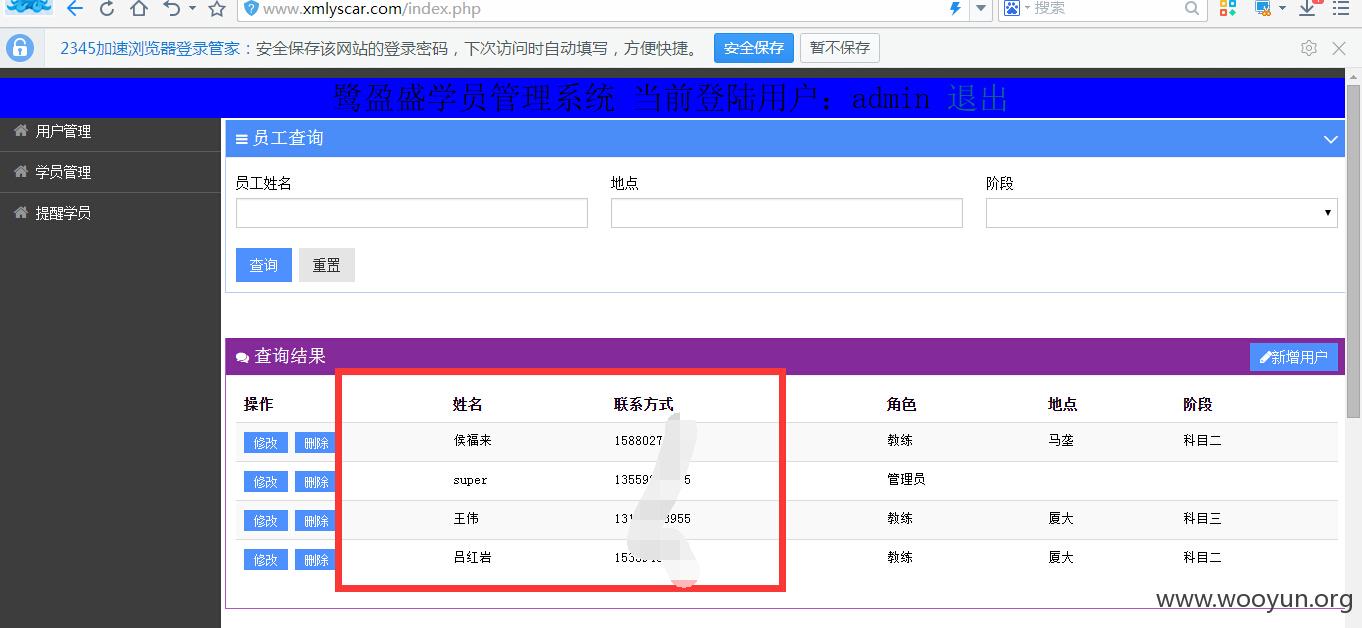 www.xmlyscar.com/index.php 搜索
2345加速浏览器登录管家：安全保存该网站的登录密码，下次访问时自动填写，方便快捷。 安全保存 暂不保存
鹭盈盛学员管理系统 当前登陆用户：admin 退出
用户管理
学员管理
提醒学员
员工查询
员工姓名 地点 阶段
查询 重置
查询结果 新增用户
操作 姓名 联系方式 角色 地点 阶段
修改 删除 侯福来 1588027 教练 马垄 科目二
修改 删除 super 13559 5 管理员
修改 删除 王伟 131 8955 教练 厦大 科目三
修改 删除 吕红岩 教练 厦大 科目二
www.wooyun.org